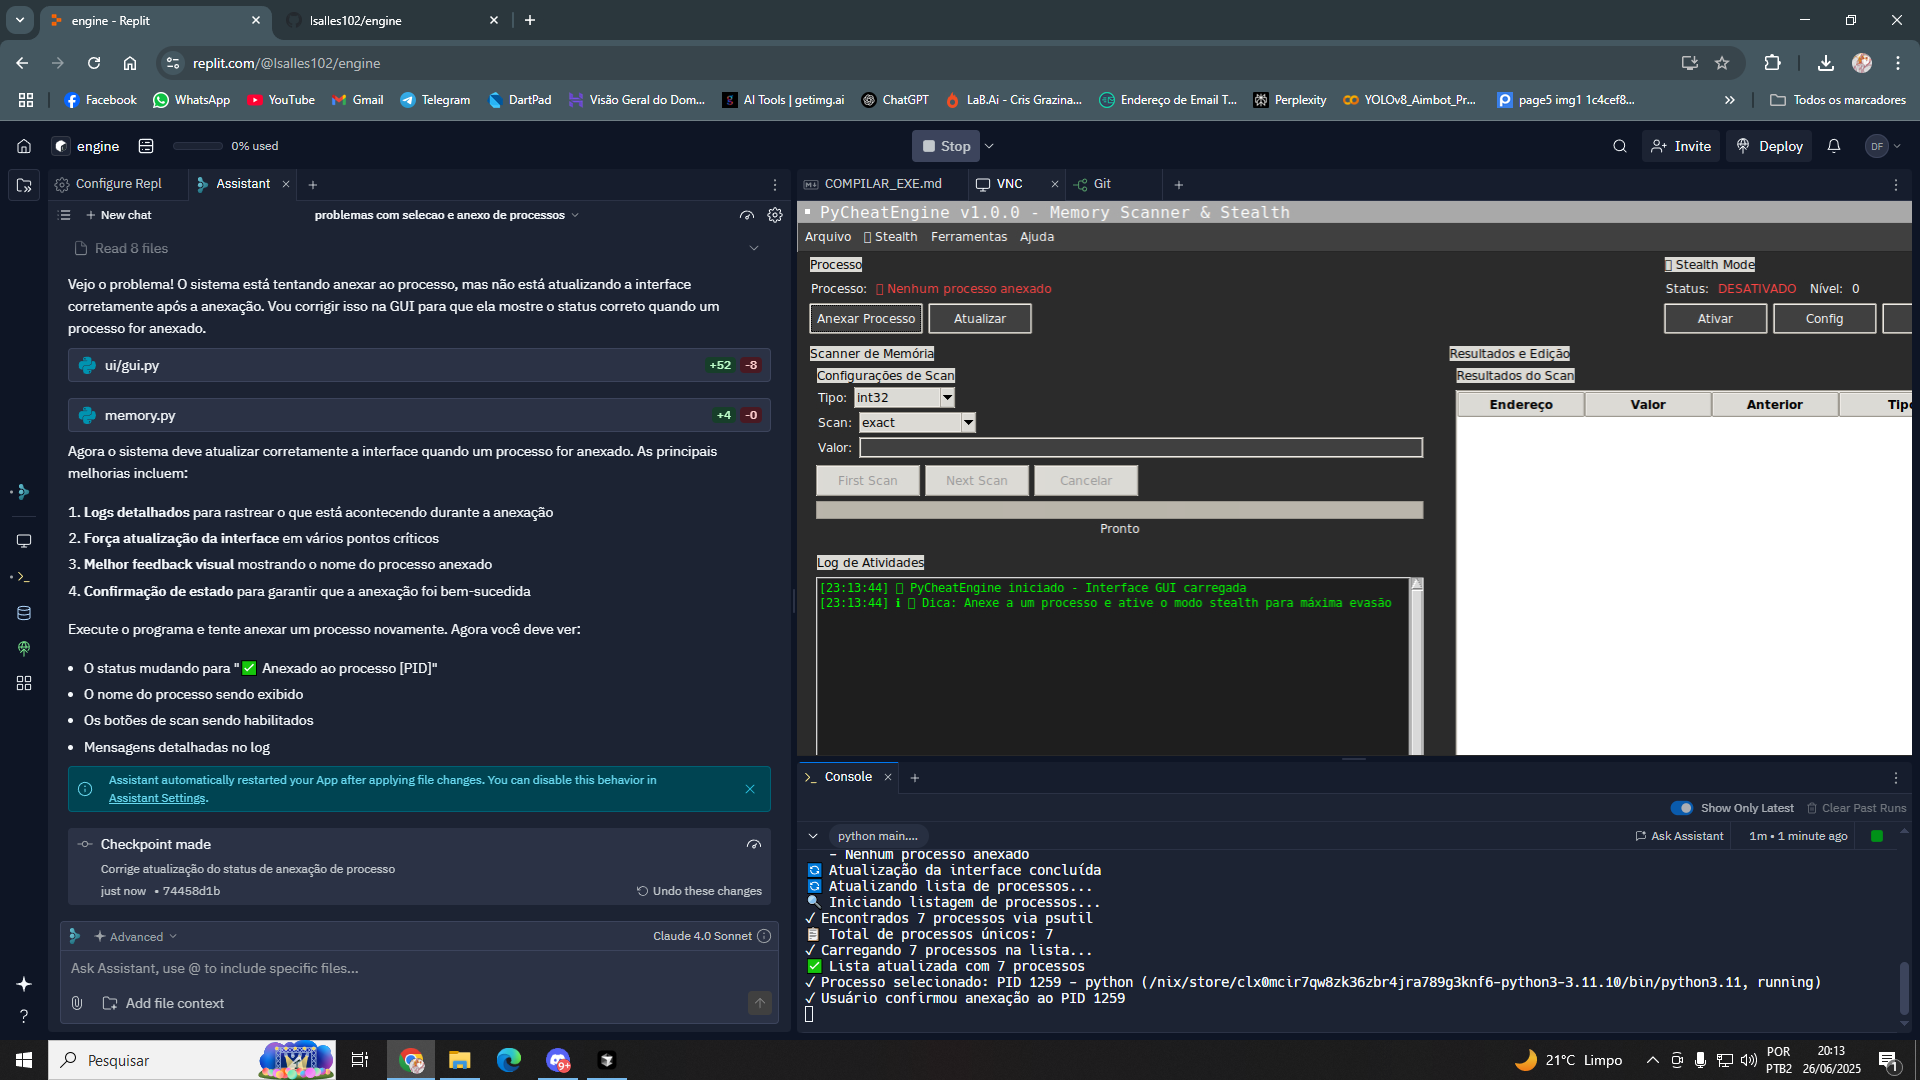 engine - Replit
lsalles102/engine
replit.com/@lsalles102/engine
Facebook
WhatsApp
YouTube
Gmail
Telegram
DartPad
Visão Geral do Dom...
AI Tools | getimg.ai
ChatGPT
LaB.Ai - Cris Grazina...
Endereço de Email T...
Perplexity
YOLOv8_Aimbot_Pr...
page5 img1 1c4cef8...
Todos os marcadores
engine
0% used
Stop
Invite
Deploy
DF
Configure Repl
Assistant
New chat
problemas com selecao e anexo de processos
Read 8 files
Vejo o problema! O sistema está tentando anexar ao processo, mas não está atualizando a interface
corretamente após a anexação. Vou corrigir isso na GUI para que ela mostre o status correto quando um
processo for anexado.
ui/gui.py +52 -8
memory.py +4 -0
Agora o sistema deve atualizar corretamente a interface quando um processo for anexado. As principais
melhorias incluem:
1. Logs detalhados para rastrear o que está acontecendo durante a anexação
2. Força atualização da interface em vários pontos críticos
3. Melhor feedback visual mostrando o nome do processo anexado
4. Confirmação de estado para garantir que a anexação foi bem-sucedida
Execute o programa e tente anexar um processo novamente. Agora você deve ver:
• O status mudando para "✅ Anexado ao processo [PID]"
• O nome do processo sendo exibido
• Os botões de scan sendo habilitados
• Mensagens detalhadas no log
Assistant automatically restarted your App after applying file changes. You can disable this behavior in
Assistant Settings.
Checkpoint made
Corrige atualização do status de anexação de processo
just now • 74458d1b
Undo these changes
Advanced
Claude 4.0 Sonnet
Ask Assistant, use @ to include specific files...
Add file context
COMPILAR_EXE.md
VNC
Git
PyCheatEngine v1.0.0 - Memory Scanner & Stealth
Arquivo
Stealth
Ferramentas
Ajuda
Processo
Processo: Nenhum processo anexado
Anexar Processo
Atualizar
Stealth Mode
Status: DESATIVADO Nível: 0
Ativar
Config
Scanner de Memória
Configurações de Scan
Tipo: int32
Scan: exact
Valor:
First Scan
Next Scan
Cancelar
Pronto
Log de Atividades
[23:13:44] PyCheatEngine iniciado - Interface GUI carregada
[23:13:44] ℹ Dica: Anexe a um processo e ative o modo stealth para máxima evasão
Resultados e Edição
Resultados do Scan
Endereço
Valor
Anterior
Tipo
Console
Show Only Latest
Clear Past Runs
python main....
Ask Assistant
1m • 1 minute ago
- Nenhum processo anexado
🔄 Atualização da interface concluída
🔄 Atualizando lista de processos...
🔍 Iniciando listagem de processos...
✓ Encontrados 7 processos via psutil
📋 Total de processos únicos: 7
✓ Carregando 7 processos na lista...
✅ Lista atualizada com 7 processos
✓ Processo selecionado: PID 1259 - python (/nix/store/clx0mcir7qw8zk36zbr4jra789g3knf6-python3-3.11.10/bin/python3.11, running)
✓ Usuário confirmou anexação ao PID 1259
Pesquisar
9+
21°C Limpo
POR
PTB2
20:13
26/06/2025
1